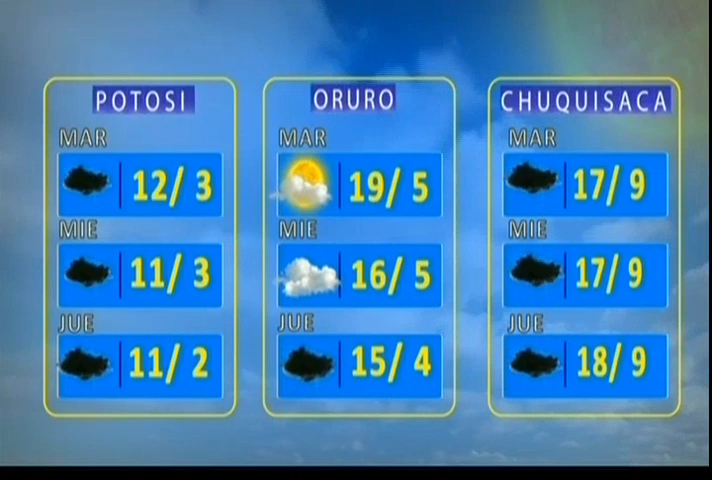 POTOSI
MAR
12/ 3
MIE
11/ 3
JUE
11/ 2
ORURO
MAR
19/ 5
MIE
16/ 5
JUE
15/ 4
CHUQUISACA
MAR
17/ 9
MIE
17/ 9
JUE
18/ 9